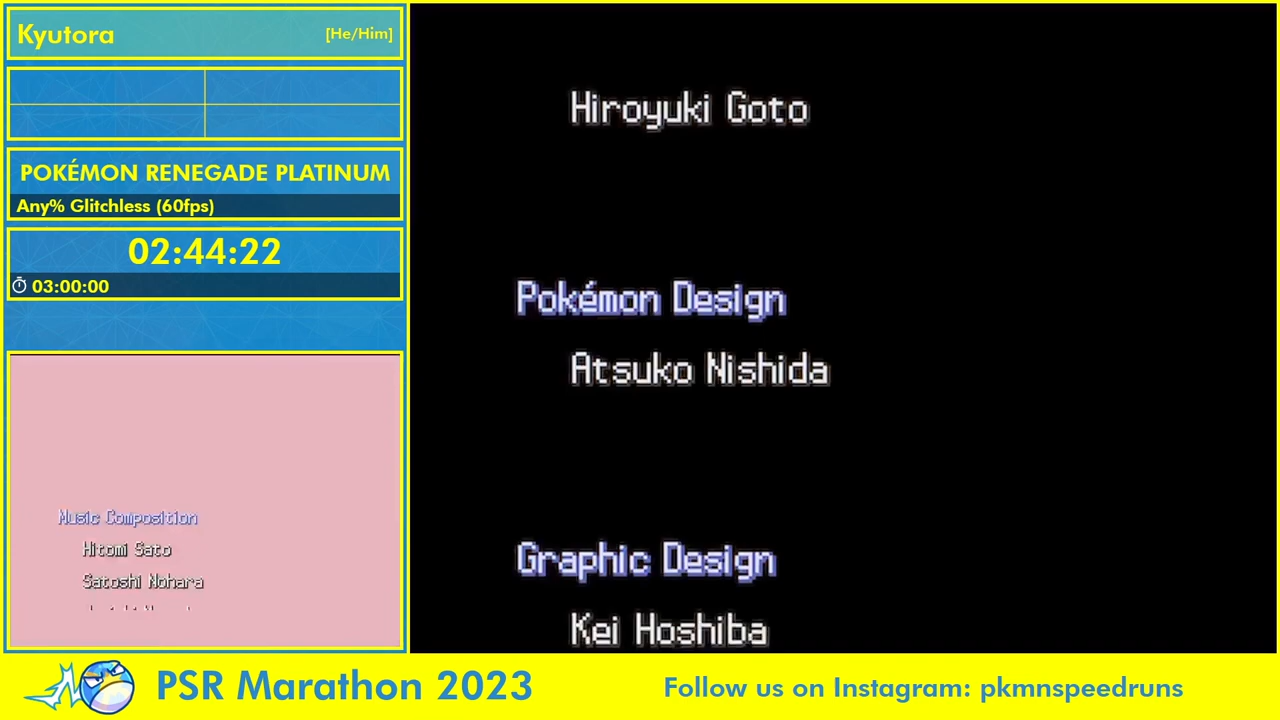 Kyutora
[He/Him]
POKÉMON RENEGADE PLATINUM
Any% Glitchless (60fps)
02:44:22
03:00:00
Music Composition
Hitomi Sato
Satoshi Nohara
Hiroyuki Goto
Pokémon Design
Atsuko Nishida
Graphic Design
Kei Hoshiba
PSR Marathon 2023
Follow us on Instagram: pkmnspeedruns